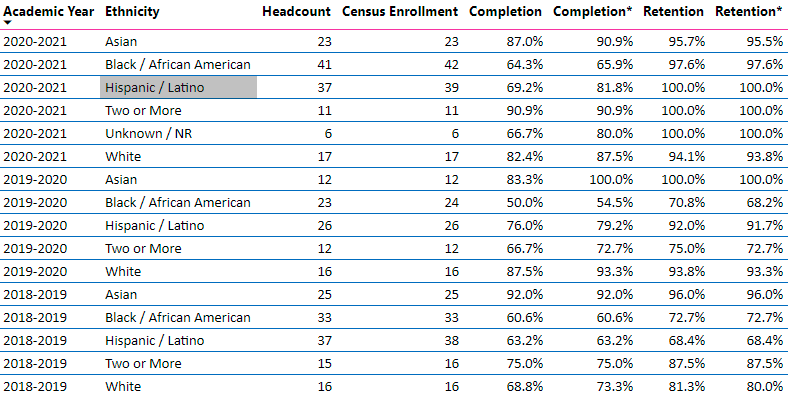 Academic Year Ethnicity Headcount Census Enrollment Completion Completion* Retention Retention*
2020-2021 Asian 23 23 87.0% 90.9% 95.7% 95.5%
2020-2021 Black / African American 41 42 64.3% 65.9% 97.6% 97.6%
2020-2021 Hispanic / Latino 37 39 69.2% 81.8% 100.0% 100.0%
2020-2021 Two or More 11 11 90.9% 90.9% 100.0% 100.0%
2020-2021 Unknown / NR 6 6 66.7% 80.0% 100.0% 100.0%
2020-2021 White 17 17 82.4% 87.5% 94.1% 93.8%
2019-2020 Asian 12 12 83.3% 100.0% 100.0% 100.0%
2019-2020 Black / African American 23 24 50.0% 54.5% 70.8% 68.2%
2019-2020 Hispanic / Latino 26 26 76.0% 79.2% 92.0% 91.7%
2019-2020 Two or More 12 12 66.7% 72.7% 75.0% 72.7%
2019-2020 White 16 16 87.5% 93.3% 93.8% 93.3%
2018-2019 Asian 25 25 92.0% 92.0% 96.0% 96.0%
2018-2019 Black / African American 33 33 60.6% 60.6% 72.7% 72.7%
2018-2019 Hispanic / Latino 37 38 63.2% 63.2% 68.4% 68.4%
2018-2019 Two or More 15 16 75.0% 75.0% 87.5% 87.5%
2018-2019 White 16 16 68.8% 73.3% 81.3% 80.0%